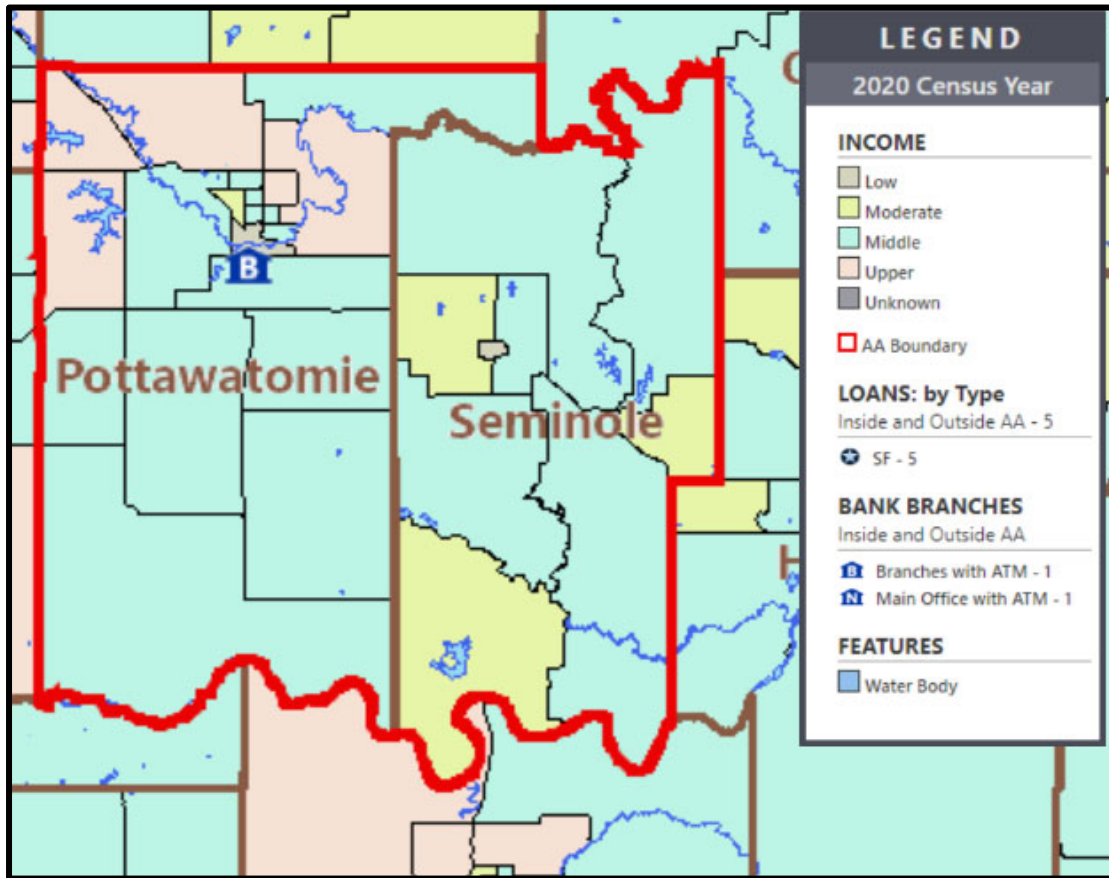 LEGEND
2020 Census Year
INCOME
Low
Moderate
Middle
Upper
Unknown
AA Boundary
LOANS: by Type
Inside and Outside AA - 5
SF - 5
BANK BRANCHES
Inside and Outside AA
B Branches with ATM - 1
N Main Office with ATM - 1
FEATURES
Water Body
B
Pottawatomie
Seminole